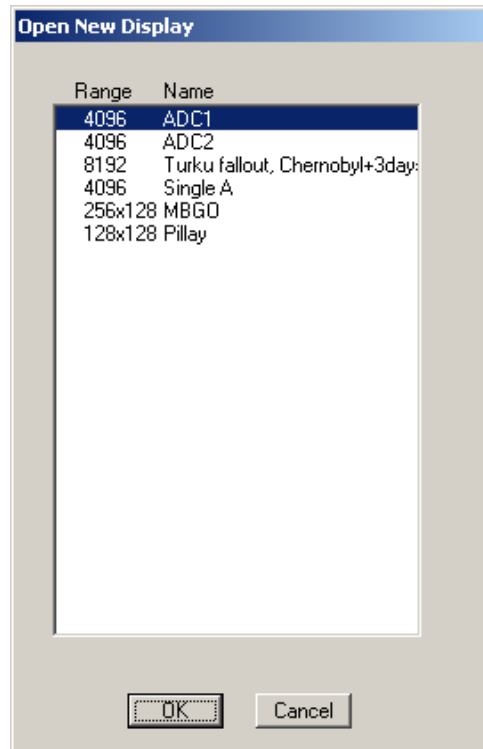 Open New Display
Range Name
4096 ADC1
4096 ADC2
8192 Turku fallout, Chernobyl+3day
4096 Single A
256x128 MBGO
128x128 Pillay
OK Cancel